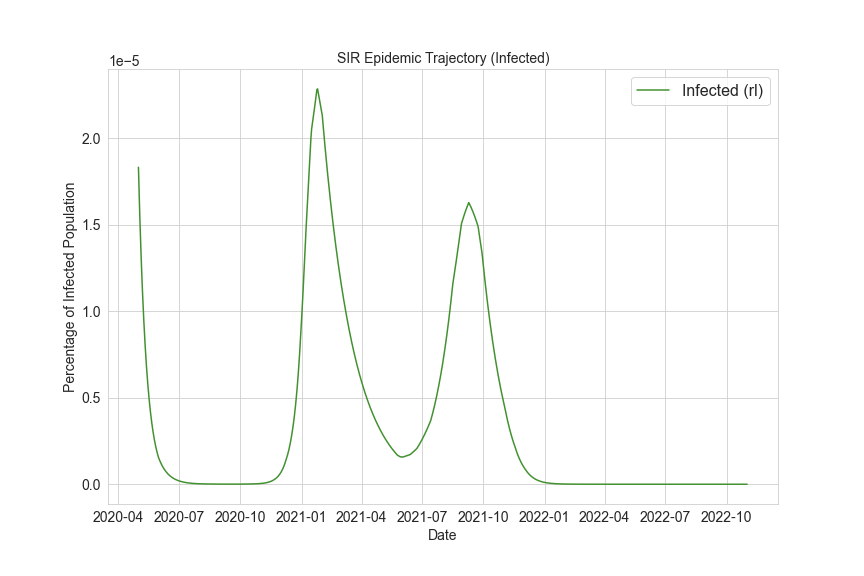 SIR Epidemic Trajectory (Infected)
1e−5
Infected (rI)
2.0
1.5
1.0
0.5
0.0
Percentage of Infected Population
2020-04 2020-07 2020-10 2021-01 2021-04 2021-07 2021-10 2022-01 2022-04 2022-07 2022-10
Date